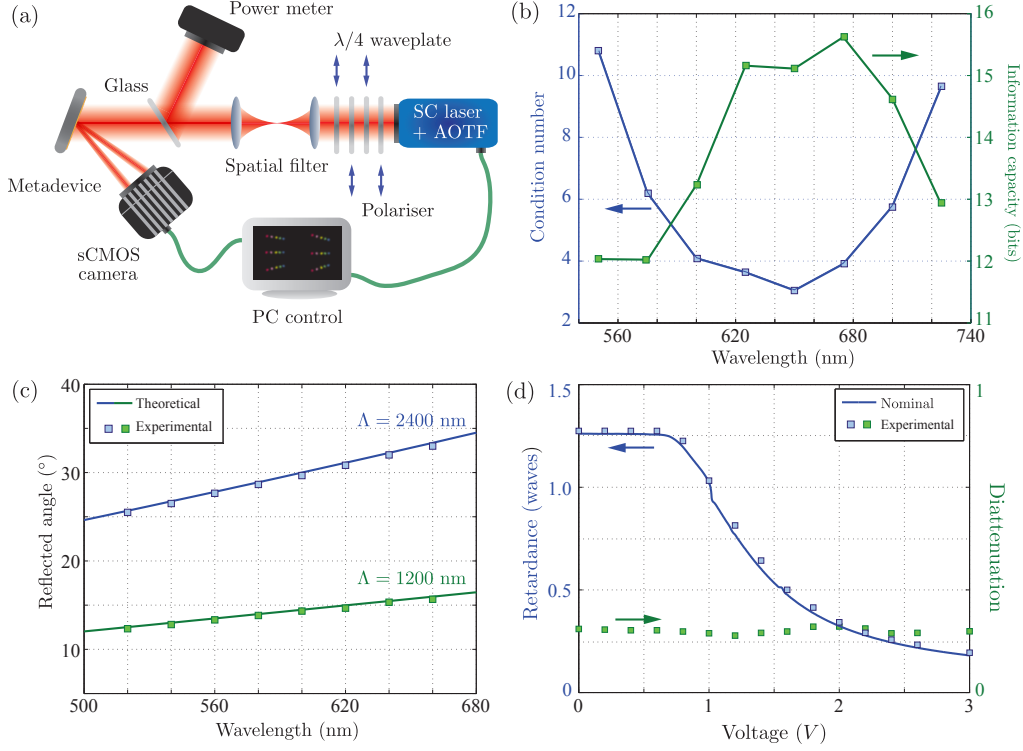 (a)
Power meter
λ/4 waveplate
Glass
SC laser
+ AOTF
Spatial filter
Metadevice
Polariser
sCMOS
camera
PC control
(b)
12
10
8
6
4
2
Condition number
16
15
14
13
12
11
Information capacity (bits)
560
620
680
740
Wavelength (nm)
(c)
40
30
20
10
Reflected angle (°)
Theoretical
Experimental
Λ = 2400 nm
Λ = 1200 nm
500
560
620
680
Wavelength (nm)
(d)
1.5
1.0
0.5
0
Retardance (waves)
Nominal
Experimental
1
0
Diattenuation
0
1
2
3
Voltage (V)